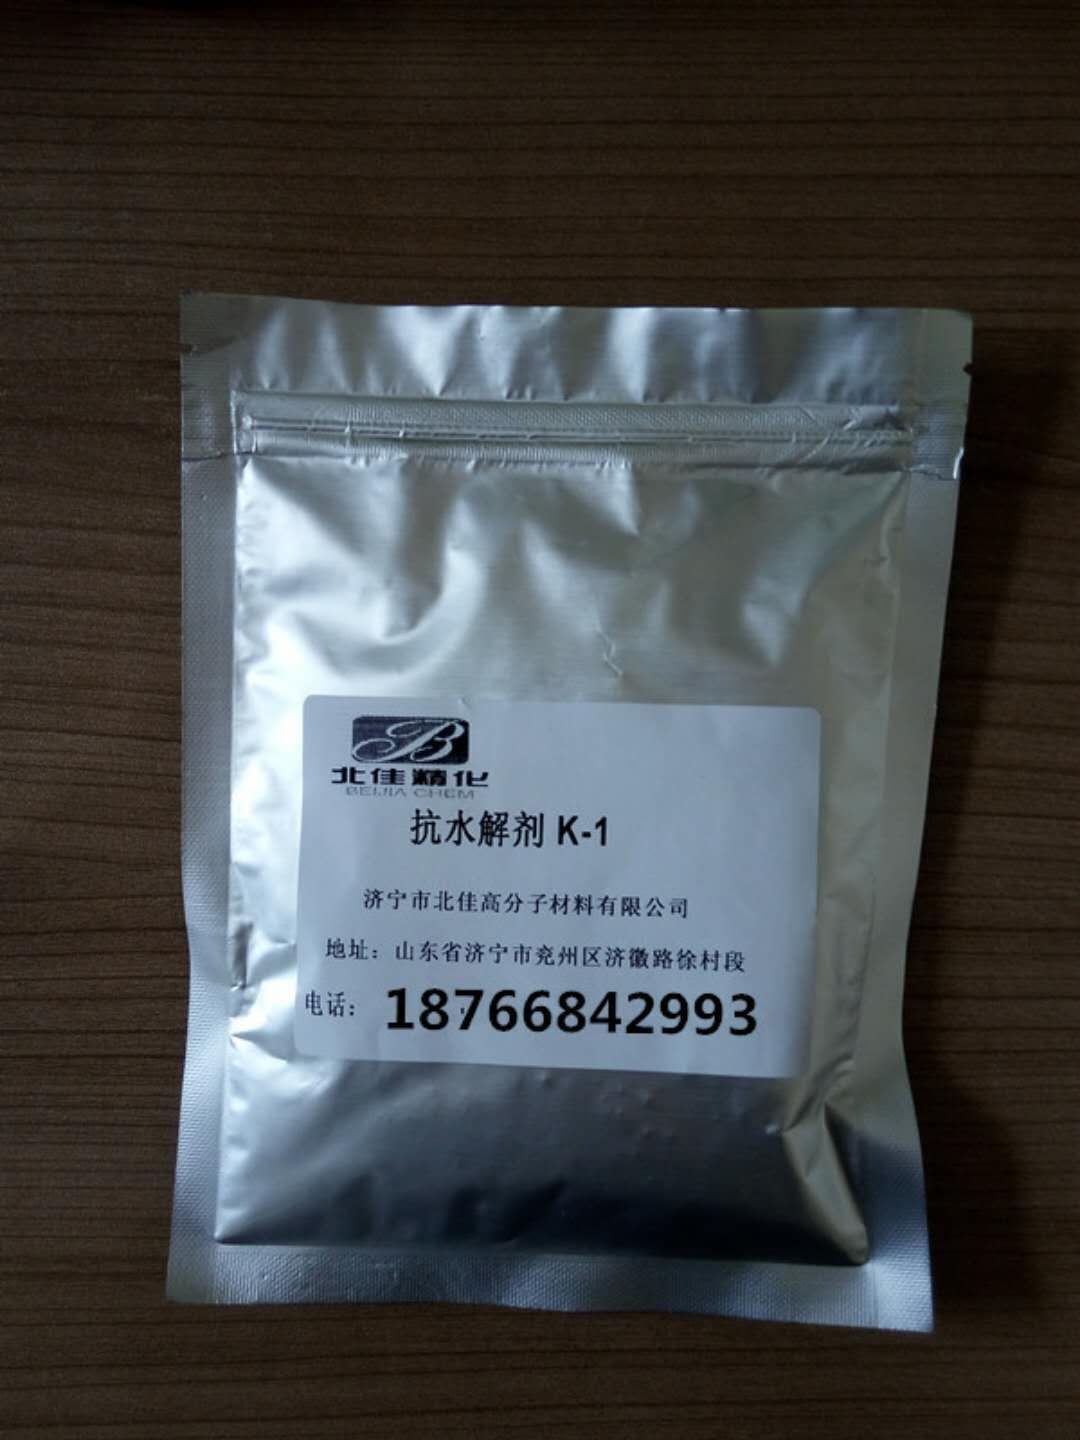 B
北佳精化
BEIJIA CHEM
抗水解剂 K-1
济宁市北佳高分子材料有限公司
地址：山东省济宁市兖州区济徽路徐村段
电话： 18766842993